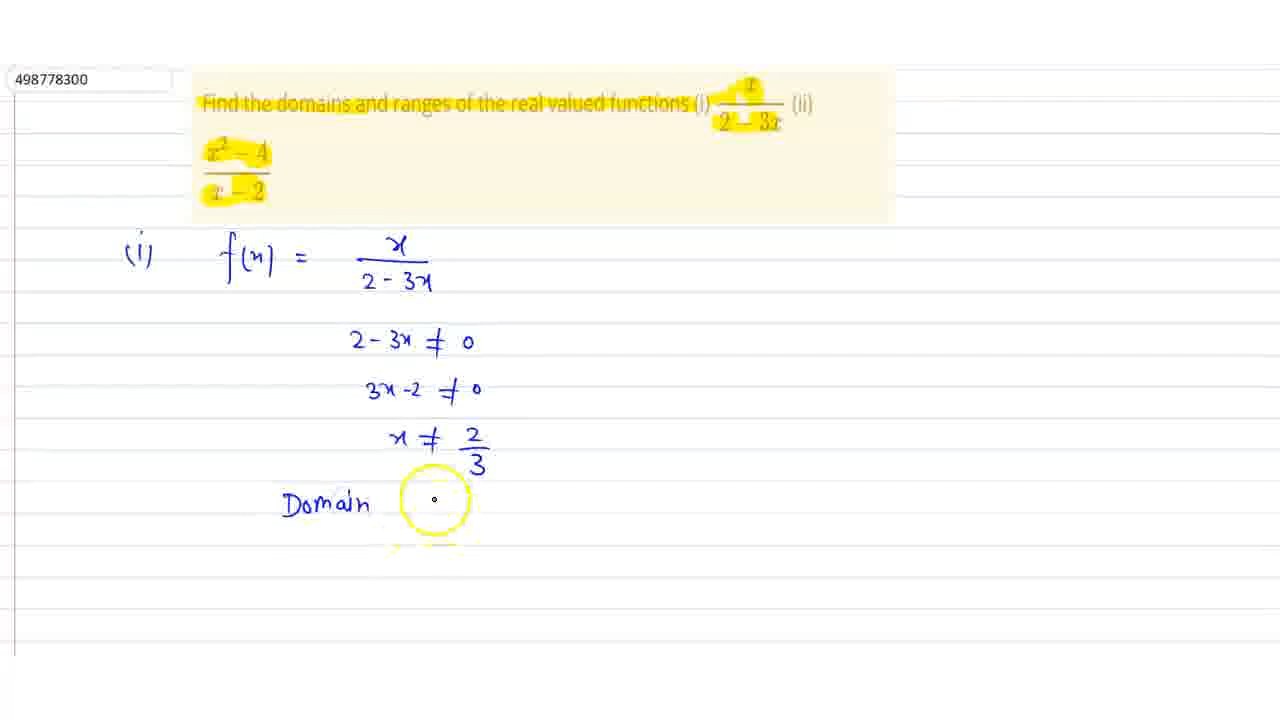 498778300
Find the domains and ranges of the real valued functions (i) x/(2 − 3x) (ii)
(x² − 4)/(x − 2)
(i) f(x) = x/(2 - 3x)
2 - 3x ≠ 0
3x - 2 ≠ 0
x ≠ 2/3
Domain